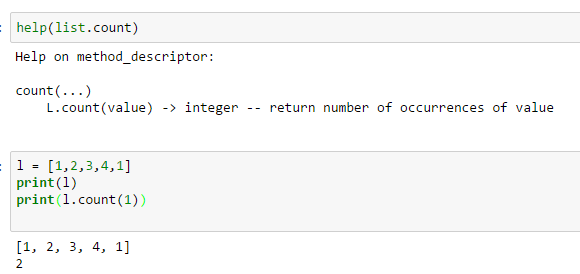 help(list.count)
Help on method_descriptor:
count(...)
    L.count(value) -> integer -- return number of occurrences of value
l = [1,2,3,4,1]
print(l)
print(l.count(1))
[1, 2, 3, 4, 1]
2